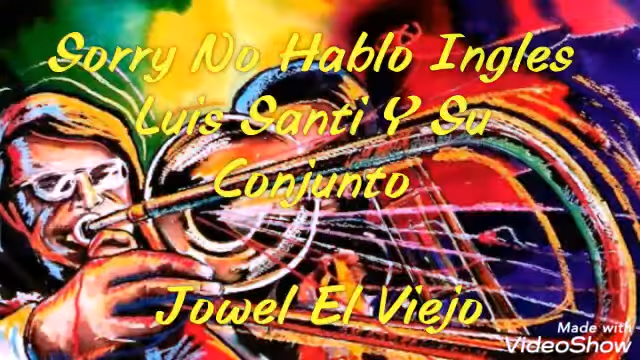 Sorry No Hablo Ingles
Luis Santi Y Su
Conjunto
Jowel El Viejo
Made with
VideoShow